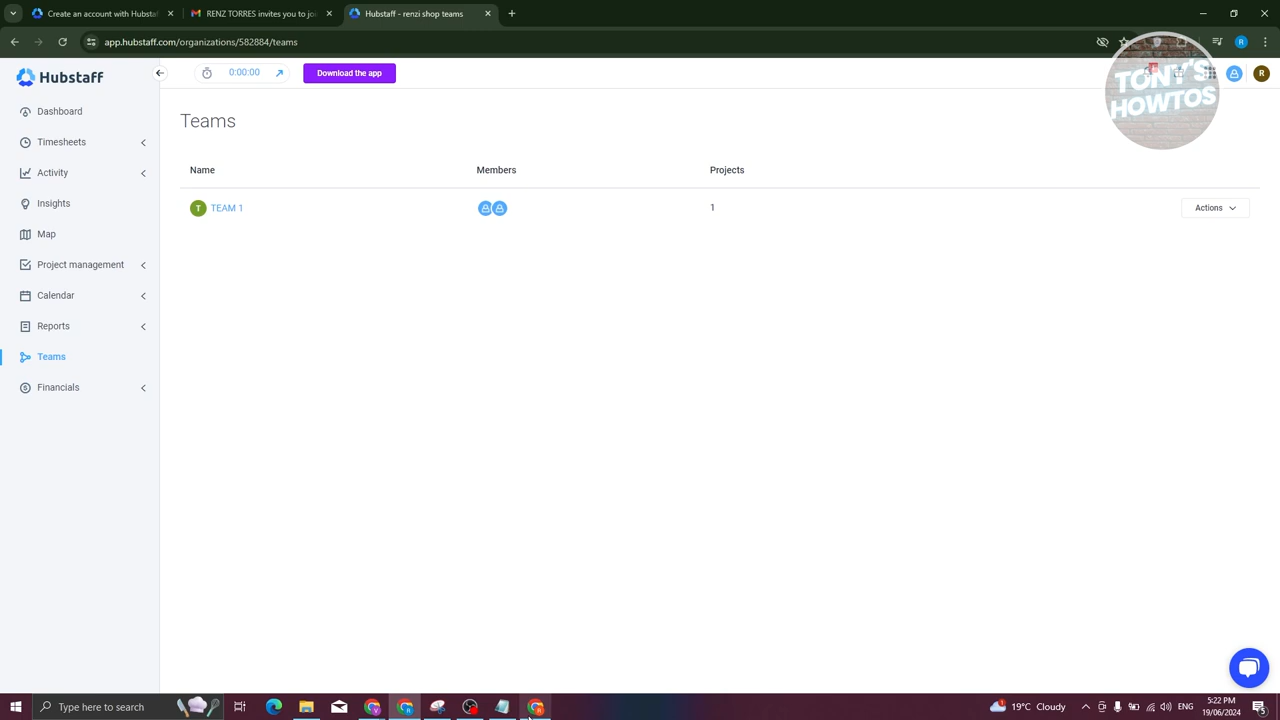 Create an account with Hubstaf
RENZ TORRES invites you to joi
Hubstaff - renzi shop teams
app.hubstaff.com/organizations/582884/teams
R
Hubstaff
0:00:00
Download the app
R
TONY'S
HOWTOS
Dashboard
Timesheets
Activity
Insights
Map
Project management
Calendar
Reports
Teams
Financials
Teams
Name
Members
Projects
T
TEAM 1
1
Actions
Type here to search
19°C Cloudy
5:22 PM
19/06/2024
5